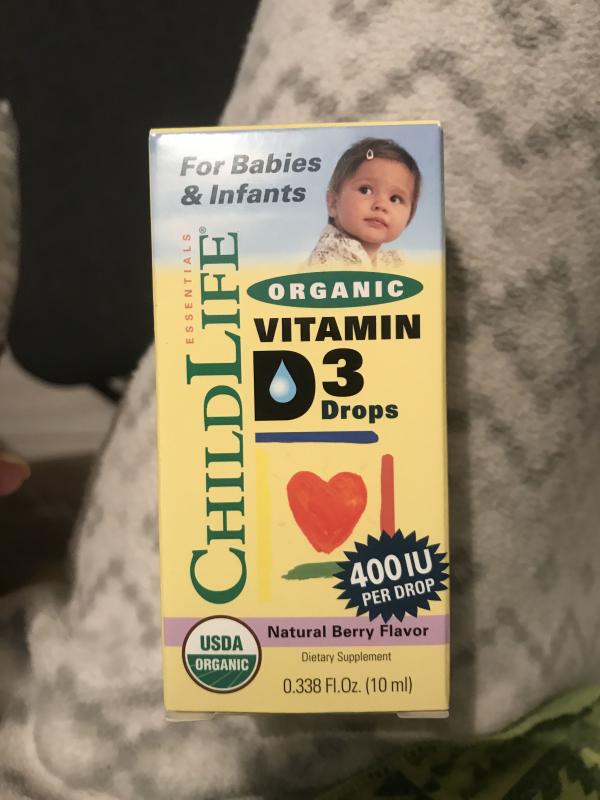 For Babies
& Infants
ESSENTIALS
CHILDLIFE®
ORGANIC
VITAMIN
D3
Drops
400 IU
PER DROP
Natural Berry Flavor
USDA
ORGANIC
Dietary Supplement
0.338 Fl.Oz. (10 ml)